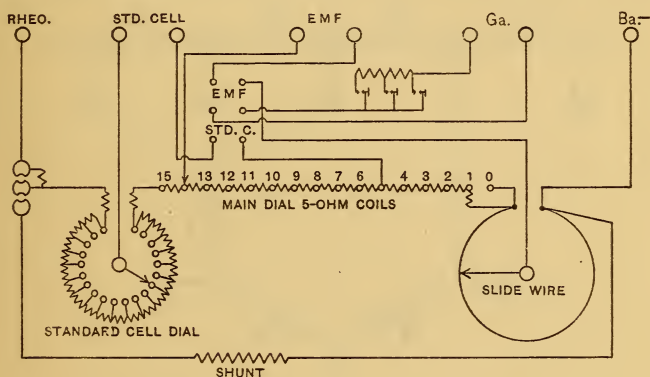 RHEO. STD. CELL EMF Ga. Ba.
EMF
STD. C.
15 13 12 11 10 9 8 7 6 4 3 2 1 0
MAIN DIAL 5-OHM COILS
SLIDE WIRE
STANDARD CELL DIAL
SHUNT